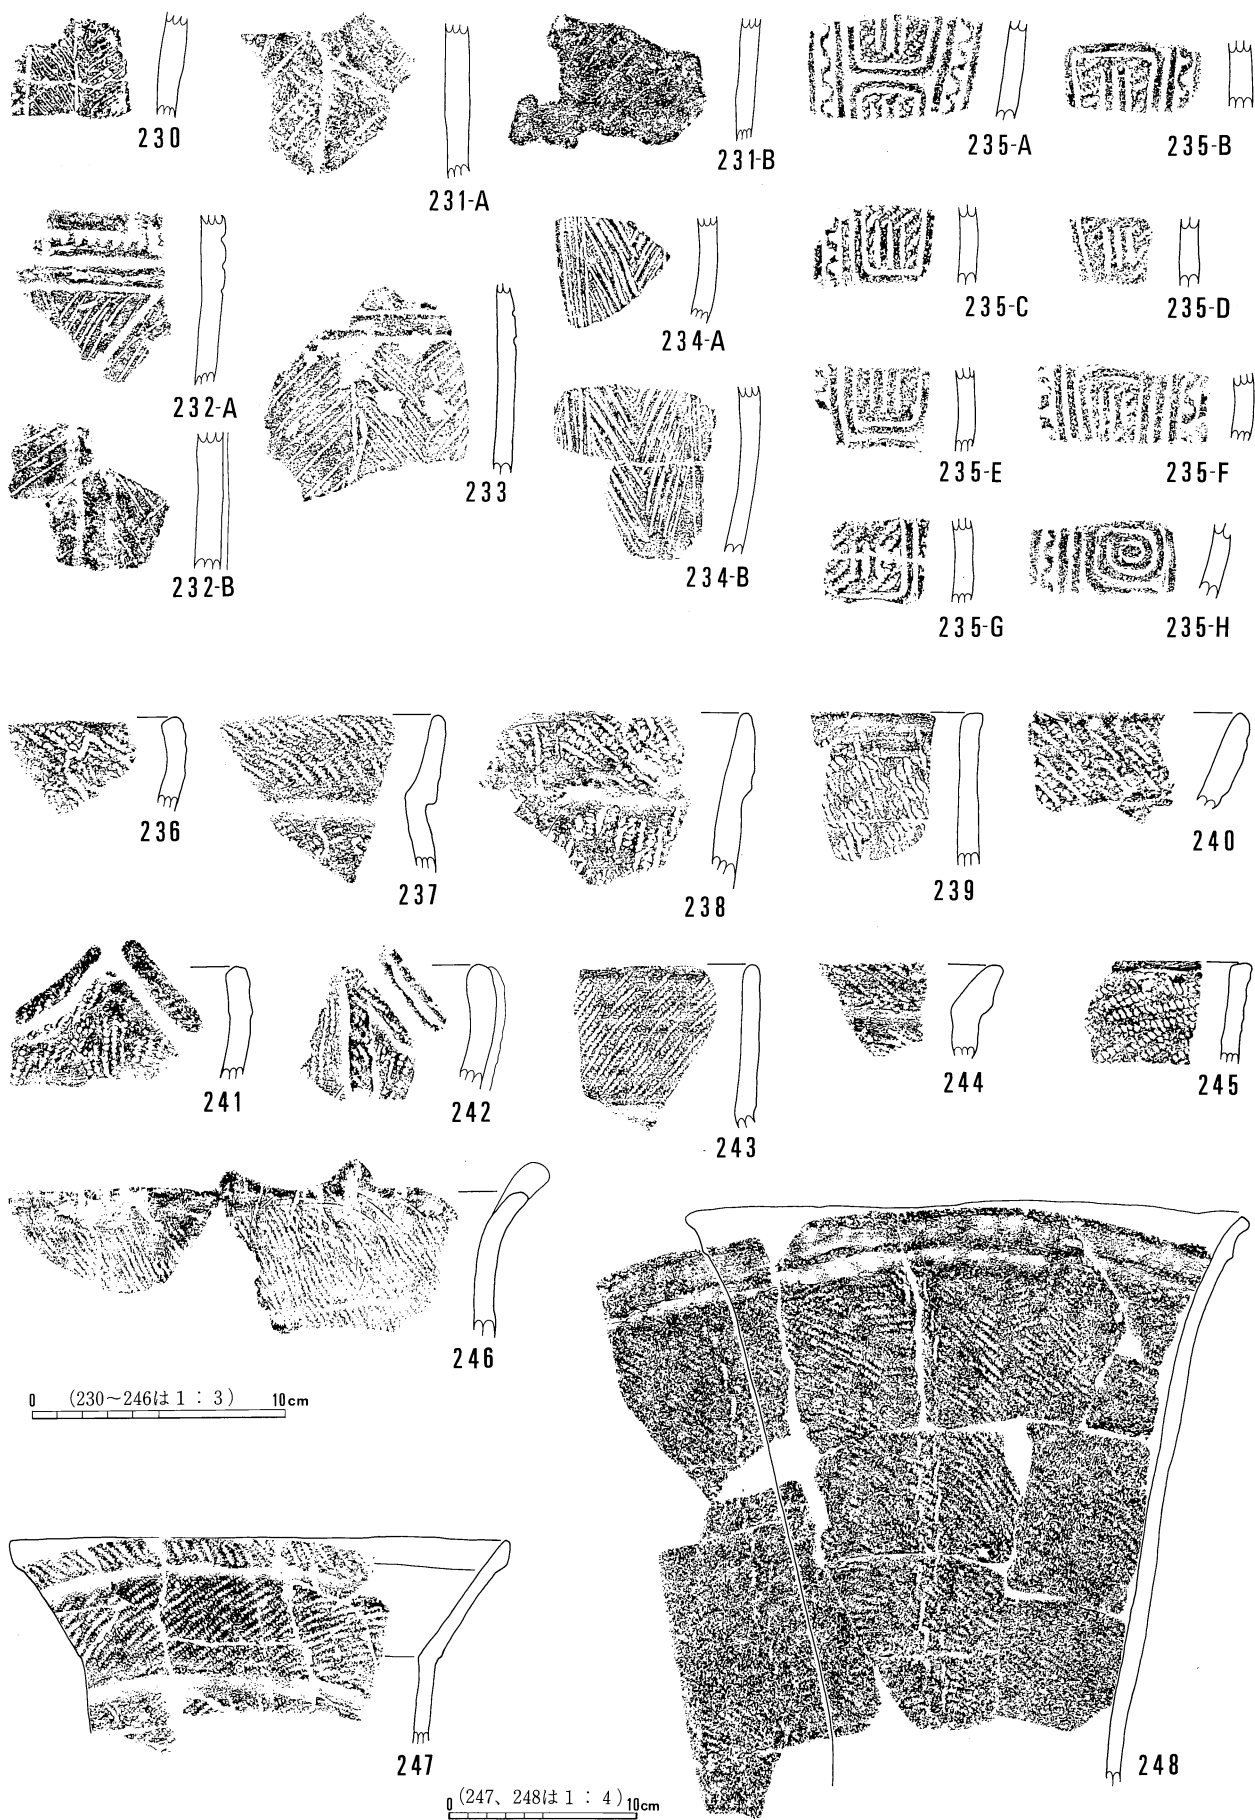 230
231-A
231-B
235-A
235-B
232-A
233
234-A
235-C
235-D
232-B
234-B
235-E
235-F
235-G
235-H
236
237
238
239
240
241
242
243
244
245
246
0 (230～246は1：3) 10cm
247
248
0 (247、248は1：4) 10cm